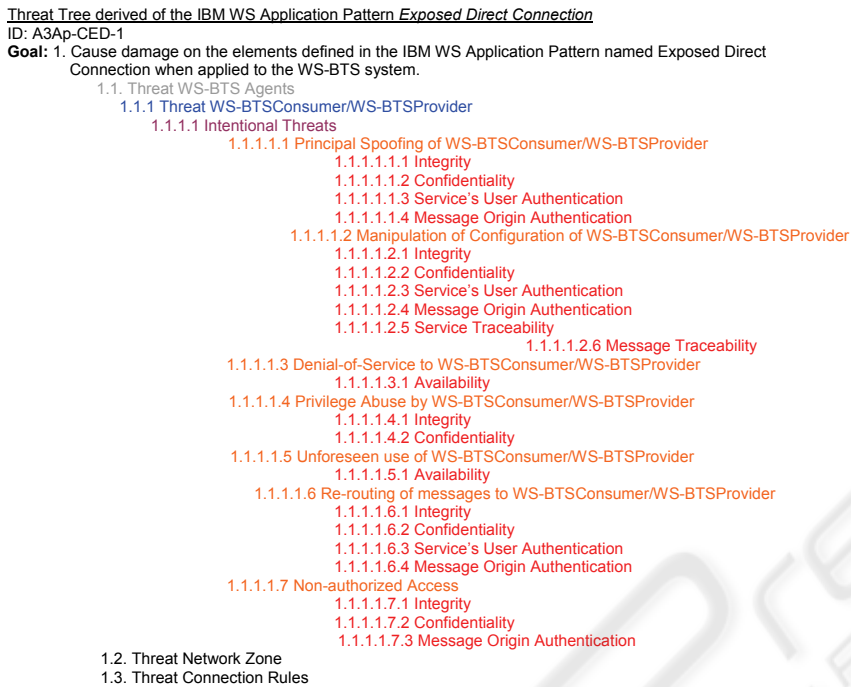 Threat Tree derived of the IBM WS Application Pattern Exposed Direct Connection
ID: A3Ap-CED-1
Goal: 1. Cause damage on the elements defined in the IBM WS Application Pattern named Exposed Direct
Connection when applied to the WS-BTS system.
1.1. Threat WS-BTS Agents
1.1.1 Threat WS-BTSConsumer/WS-BTSProvider
1.1.1.1 Intentional Threats
1.1.1.1.1 Principal Spoofing of WS-BTSConsumer/WS-BTSProvider
1.1.1.1.1.1 Integrity
1.1.1.1.1.2 Confidentiality
1.1.1.1.1.3 Service's User Authentication
1.1.1.1.1.4 Message Origin Authentication
1.1.1.1.2 Manipulation of Configuration of WS-BTSConsumer/WS-BTSProvider
1.1.1.1.2.1 Integrity
1.1.1.1.2.2 Confidentiality
1.1.1.1.2.3 Service's User Authentication
1.1.1.1.2.4 Message Origin Authentication
1.1.1.1.2.5 Service Traceability
1.1.1.1.2.6 Message Traceability
1.1.1.1.3 Denial-of-Service to WS-BTSConsumer/WS-BTSProvider
1.1.1.1.3.1 Availability
1.1.1.1.4 Privilege Abuse by WS-BTSConsumer/WS-BTSProvider
1.1.1.1.4.1 Integrity
1.1.1.1.4.2 Confidentiality
1.1.1.1.5 Unforeseen use of WS-BTSConsumer/WS-BTSProvider
1.1.1.1.5.1 Availability
1.1.1.1.6 Re-routing of messages to WS-BTSConsumer/WS-BTSProvider
1.1.1.1.6.1 Integrity
1.1.1.1.6.2 Confidentiality
1.1.1.1.6.3 Service's User Authentication
1.1.1.1.6.4 Message Origin Authentication
1.1.1.1.7 Non-authorized Access
1.1.1.1.7.1 Integrity
1.1.1.1.7.2 Confidentiality
1.1.1.1.7.3 Message Origin Authentication
1.2. Threat Network Zone
1.3. Threat Connection Rules